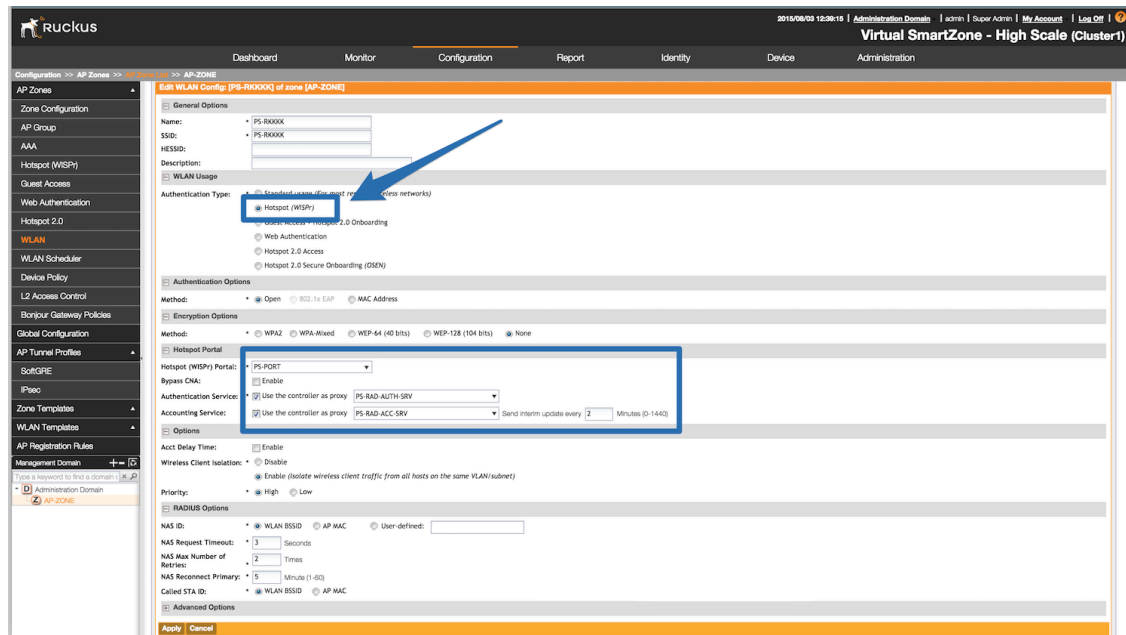 2015/08/03 12:39:15 | Administration Domain | admin | Super Admin | My Account | Log Off | ?
Ruckus
Virtual SmartZone - High Scale (Cluster1)
Dashboard Monitor Configuration Report Identity Device Administration
Configuration >> AP Zones >> AP Zone List >> AP-ZONE
AP Zones
Zone Configuration
AP Group
AAA
Hotspot (WISPr)
Guest Access
Web Authentication
Hotspot 2.0
WLAN
WLAN Scheduler
Device Policy
L2 Access Control
Bonjour Gateway Policies
Global Configuration
AP Tunnel Profiles
SoftGRE
IPsec
Zone Templates
WLAN Templates
AP Registration Rules
Management Domain
Type a keyword to find a domain
D Administration Domain
Z AP-ZONE
Edit WLAN Config: [PS-RKKKK] of zone [AP-ZONE]
General Options
Name: * PS-RKKKK
SSID: * PS-RKKKK
HESSID:
Description:
WLAN Usage
Authentication Type: * Standard usage (For most wireless networks)
Hotspot (WISPr)
Guest Access - Hotspot 2.0 Onboarding
Web Authentication
Hotspot 2.0 Access
Hotspot 2.0 Secure Onboarding (OSEN)
Authentication Options
Method: * Open 802.1x EAP MAC Address
Encryption Options
Method: * WPA2 WPA-Mixed WEP-64 (40 bits) WEP-128 (104 bits) None
Hotspot Portal
Hotspot (WISPr) Portal: * PS-PORT
Bypass CNA: Enable
Authentication Service: * Use the controller as proxy PS-RAD-AUTH-SRV
Accounting Service: Use the controller as proxy PS-RAD-ACC-SRV Send interim update every 2 Minutes (0-1440)
Options
Acct Delay Time: Enable
Wireless Client Isolation: * Disable
Enable (Isolate wireless client traffic from all hosts on the same VLAN/subnet)
Priority: * High Low
RADIUS Options
NAS ID: * WLAN BSSID AP MAC User-defined:
NAS Request Timeout: * 3 Seconds
NAS Max Number of Retries: * 2 Times
NAS Reconnect Primary: * 5 Minute (1-60)
Called STA ID: * WLAN BSSID AP MAC
Advanced Options
Apply Cancel